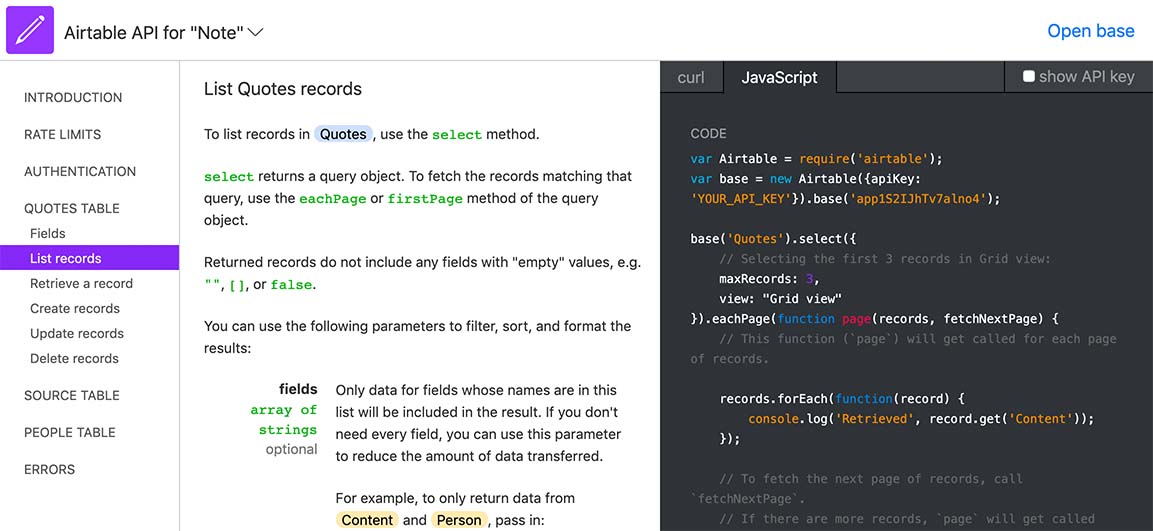 Airtable API for "Note"
Open base
INTRODUCTION
RATE LIMITS
AUTHENTICATION
QUOTES TABLE
Fields
List records
Retrieve a record
Create records
Update records
Delete records
SOURCE TABLE
PEOPLE TABLE
ERRORS
List Quotes records
To list records in Quotes, use the select method.
select returns a query object. To fetch the records matching that
query, use the eachPage or firstPage method of the query
object.
Returned records do not include any fields with "empty" values, e.g.
"", [], or false.
You can use the following parameters to filter, sort, and format the
results:
fields
array of
strings
optional
Only data for fields whose names are in this
list will be included in the result. If you don't
need every field, you can use this parameter
to reduce the amount of data transferred.
For example, to only return data from
Content and Person, pass in:
curl
JavaScript
show API key
CODE
var Airtable = require('airtable');
var base = new Airtable({apiKey:
'YOUR_API_KEY'}).base('app1S2IJhTv7alno4');
base('Quotes').select({
// Selecting the first 3 records in Grid view:
maxRecords: 3,
view: "Grid view"
}).eachPage(function page(records, fetchNextPage) {
// This function (`page`) will get called for each page
of records.
records.forEach(function(record) {
console.log('Retrieved', record.get('Content'));
});
// To fetch the next page of records, call
`fetchNextPage`.
// If there are more records, `page` will get called